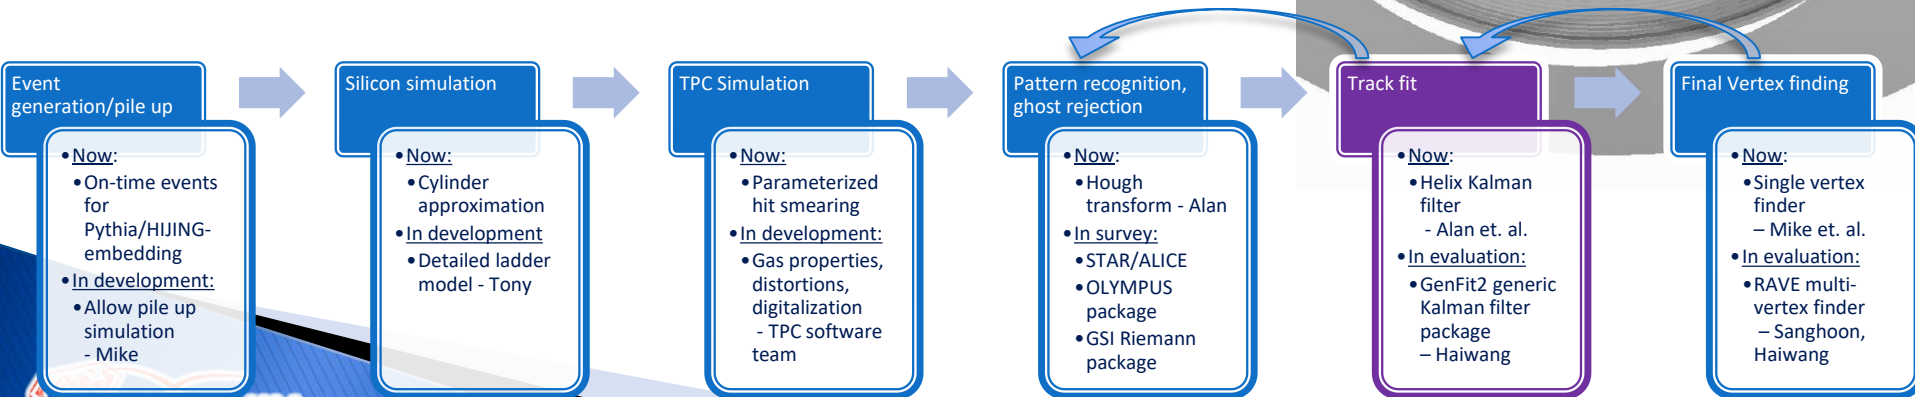 Event
generation/pile up
•Now:
•On-time events
for
Pythia/HIJING-
embedding
•In development:
•Allow pile up
simulation
- Mike
Silicon simulation
•Now:
•Cylinder
approximation
•In development
•Detailed ladder
model - Tony
TPC Simulation
•Now:
•Parameterized
hit smearing
•In development:
•Gas properties,
distortions,
digitalization
- TPC software
team
Pattern recognition,
ghost rejection
•Now:
•Hough
transform - Alan
•In survey:
•STAR/ALICE
•OLYMPUS
package
•GSI Riemann
package
Track fit
•Now:
•Helix Kalman
filter
- Alan et. al.
•In evaluation:
•GenFit2 generic
Kalman filter
package
– Haiwang
Final Vertex finding
•Now:
•Single vertex
finder
– Mike et. al.
•In evaluation:
•RAVE multi-
vertex finder
– Sanghoon,
Haiwang